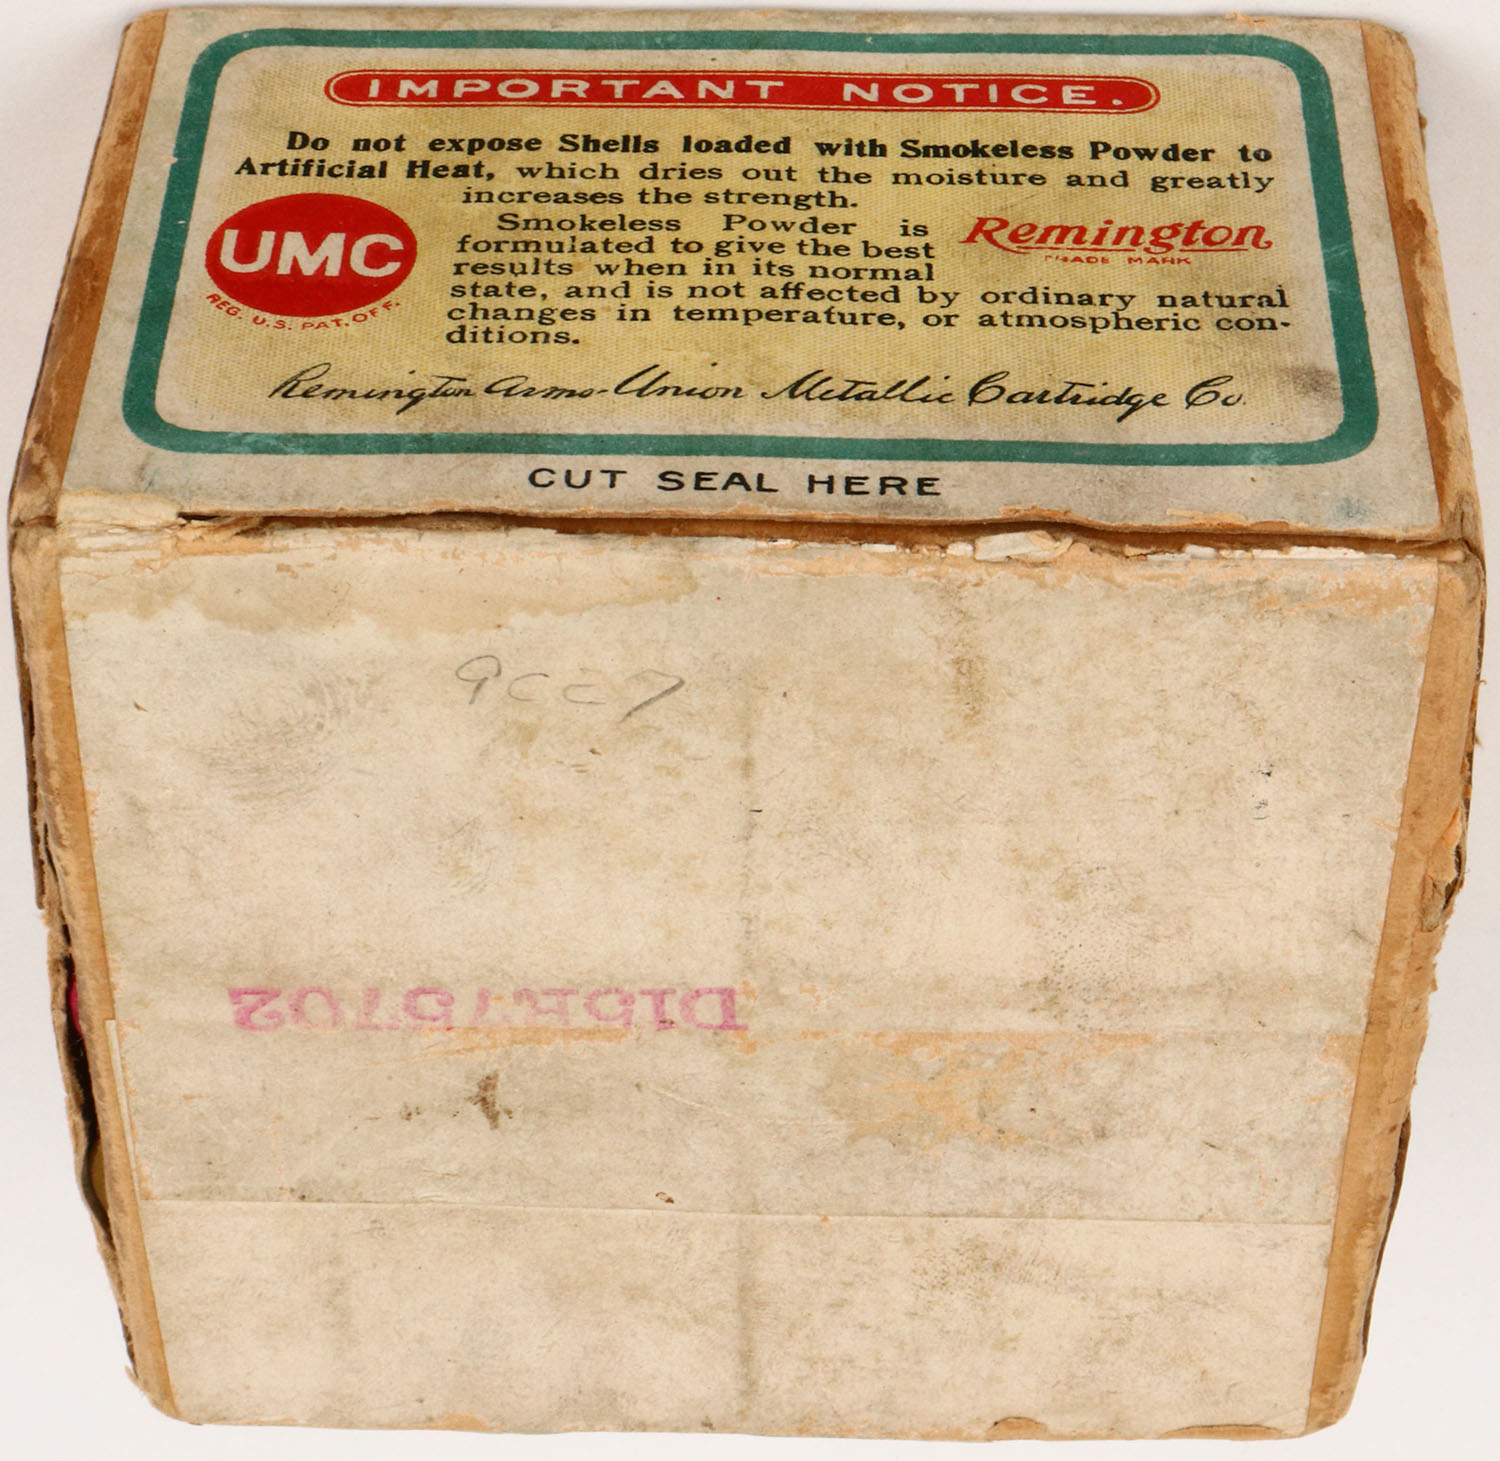 IMPORTANT NOTICE.
Do not expose Shells loaded with Smokeless Powder to
Artificial Heat, which dries out the moisture and greatly
increases the strength.
UMC
REG. U.S. PAT. OFF.
Smokeless Powder is
formulated to give the best
results when in its normal
state, and is not affected by ordinary natural
changes in temperature, or atmospheric con-
ditions.
Remington
TRADE MARK
Remington Arms-Union Metallic Cartridge Co.
CUT SEAL HERE